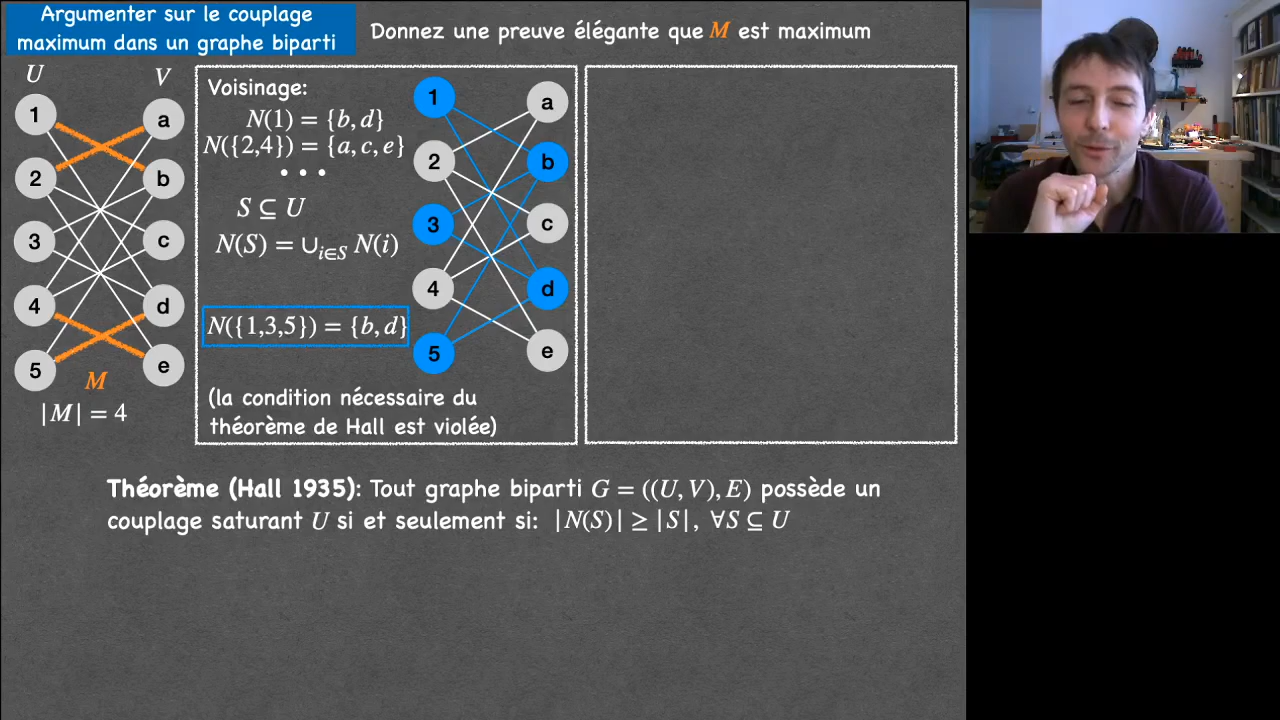 Argumenter sur le couplage
maximum dans un graphe biparti
Donnez une preuve élégante que M est maximum
U
V
1
2
3
4
5
a
b
c
d
e
M
|M| = 4
Voisinage:
N(1) = {b, d}
N({2,4}) = {a, c, e}
• • •
S ⊆ U
N(S) = ∪i∈S N(i)
N({1,3,5}) = {b, d}
(la condition nécessaire du
théorème de Hall est violée)
1
2
3
4
5
a
b
c
d
e
Théorème (Hall 1935): Tout graphe biparti G = ((U, V), E) possède un
couplage saturant U si et seulement si: |N(S)| ≥ |S|, ∀S ⊆ U